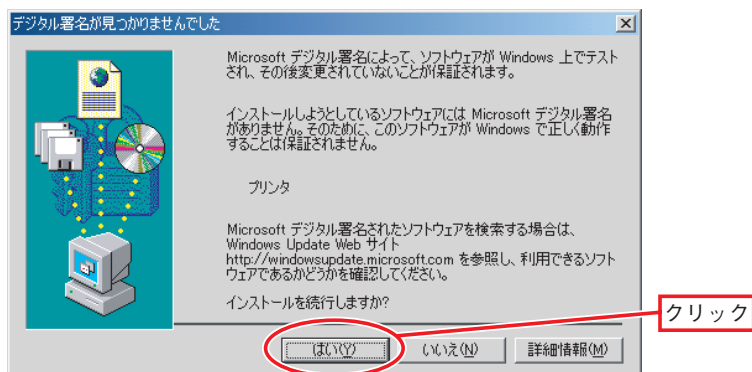 デジタル署名が見つかりませんでした
Microsoft デジタル署名によって、ソフトウェアが Windows 上でテスト
され、その後変更されていないことが保証されます。
インストールしようとしているソフトウェアには Microsoft デジタル署名
がありません。そのために、このソフトウェアが Windows で正しく動作
することは保証されません。
プリンタ
Microsoft デジタル署名されたソフトウェアを検索する場合は、
Windows Update Web サイト
http://windowsupdate.microsoft.com を参照し、利用できるソフト
ウェアであるかどうかを確認してください。
インストールを続行しますか?
はい(Y) いいえ(N) 詳細情報(M)
クリック